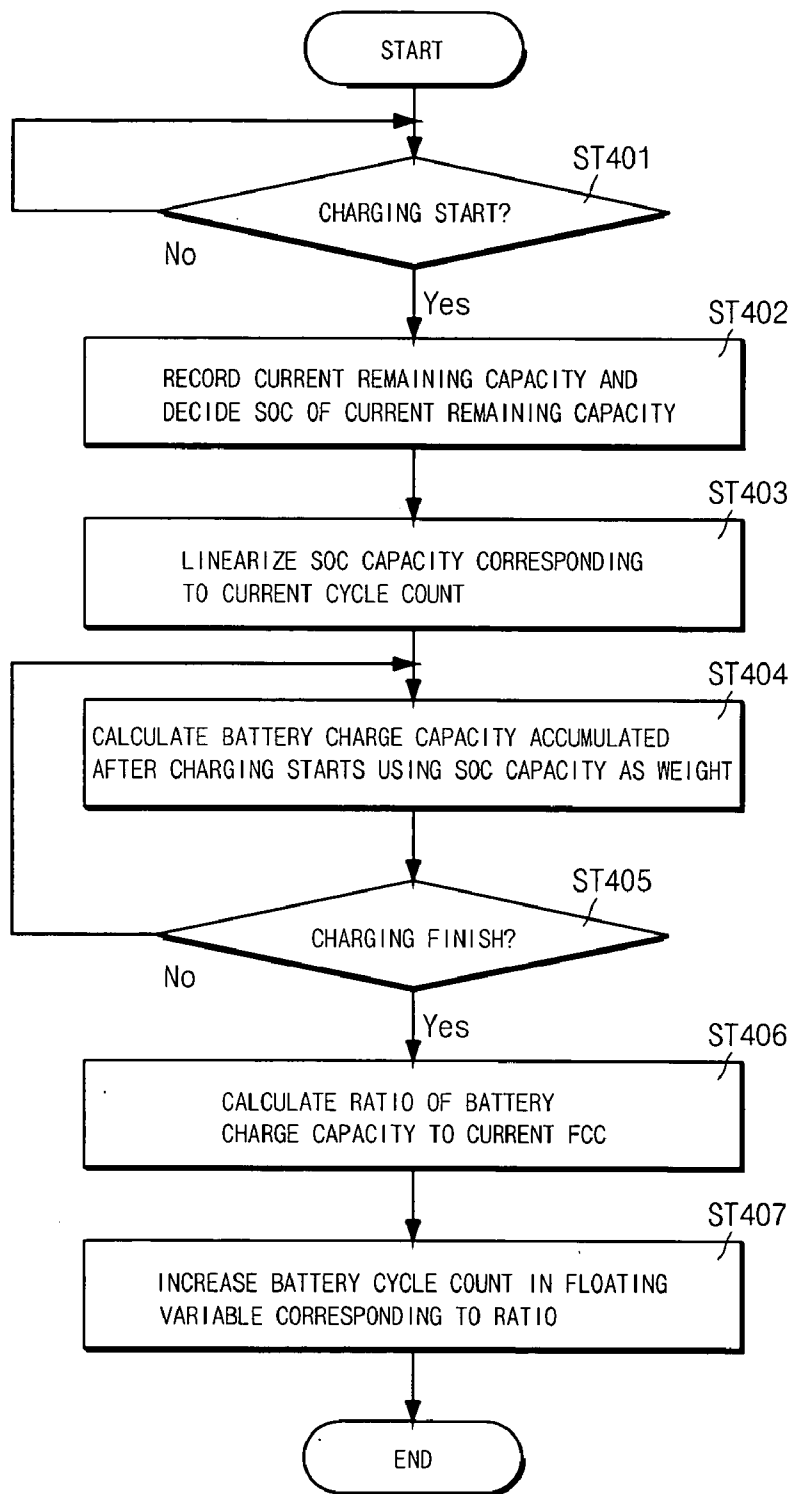 START
ST401
CHARGING START?
No
Yes
ST402
RECORD CURRENT REMAINING CAPACITY AND
DECIDE SOC OF CURRENT REMAINING CAPACITY
ST403
LINEARIZE SOC CAPACITY CORRESPONDING
TO CURRENT CYCLE COUNT
ST404
CALCULATE BATTERY CHARGE CAPACITY ACCUMULATED
AFTER CHARGING STARTS USING SOC CAPACITY AS WEIGHT
ST405
CHARGING FINISH?
No
Yes
ST406
CALCULATE RATIO OF BATTERY
CHARGE CAPACITY TO CURRENT FCC
ST407
INCREASE BATTERY CYCLE COUNT IN FLOATING
VARIABLE CORRESPONDING TO RATIO
END